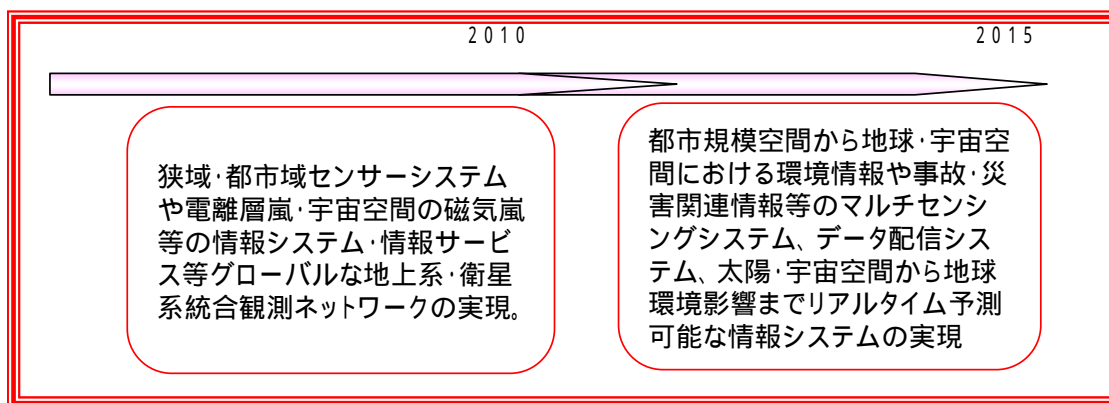 2010 2015
狭域・都市域センサーシステム
や電離層嵐・宇宙空間の磁気嵐
等の情報システム・情報サービ
ス等グローバルな地上系・衛星
系統合観測ネットワークの実現。
都市規模空間から地球・宇宙空
間における環境情報や事故・災
害関連情報等のマルチセンシ
ングシステム、データ配信シス
テム、太陽・宇宙空間から地球
環境影響までリアルタイム予測
可能な情報システムの実現